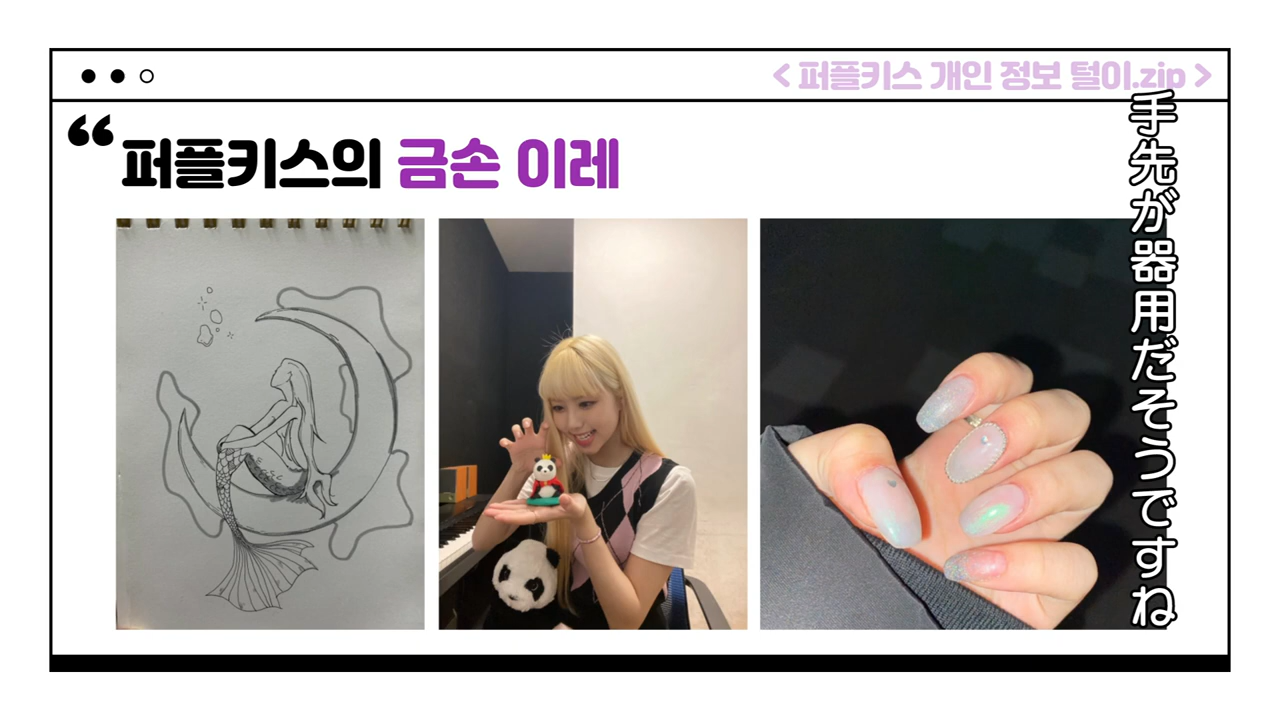 < 퍼플키스 개인 정보 털이.zip >
“퍼플키스의 금손 이레
手先が器用だそうですね